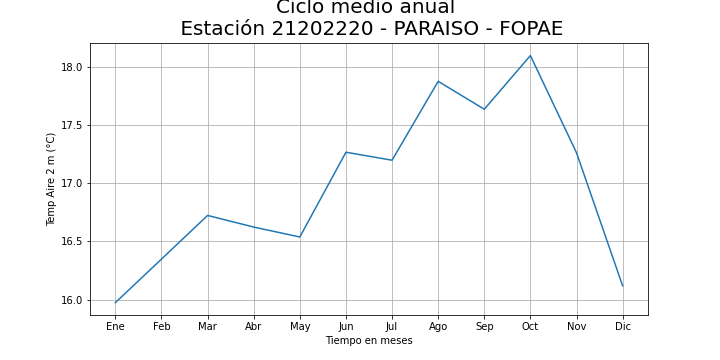 Ciclo medio anual
Estación 21202220 - PARAISO - FOPAE
Temp Aire 2 m (°C)
18.0
17.5
17.0
16.5
16.0
Ene Feb Mar Abr May Jun Jul Ago Sep Oct Nov Dic
Tiempo en meses